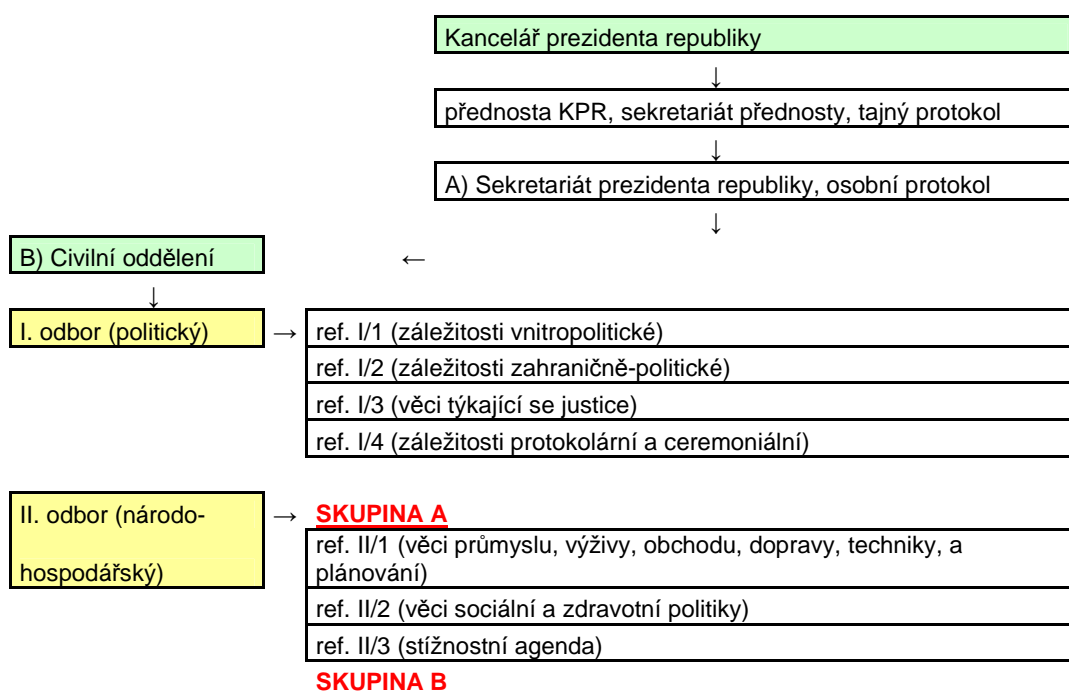 Kancelář prezidenta republiky
↓
přednosta KPR, sekretariát přednosty, tajný protokol
↓
A) Sekretariát prezidenta republiky, osobní protokol
↓
B) Civilní oddělení ←
↓
I. odbor (politický) → ref. I/1 (záležitosti vnitropolitické)
ref. I/2 (záležitosti zahraničně-politické)
ref. I/3 (věci týkající se justice)
ref. I/4 (záležitosti protokolární a ceremoniální)
II. odbor (národo- → SKUPINA A
hospodářský)
ref. II/1 (věci průmyslu, výživy, obchodu, dopravy, techniky, a
plánování)
ref. II/2 (věci sociální a zdravotní politiky)
ref. II/3 (stížnostní agenda)
SKUPINA B